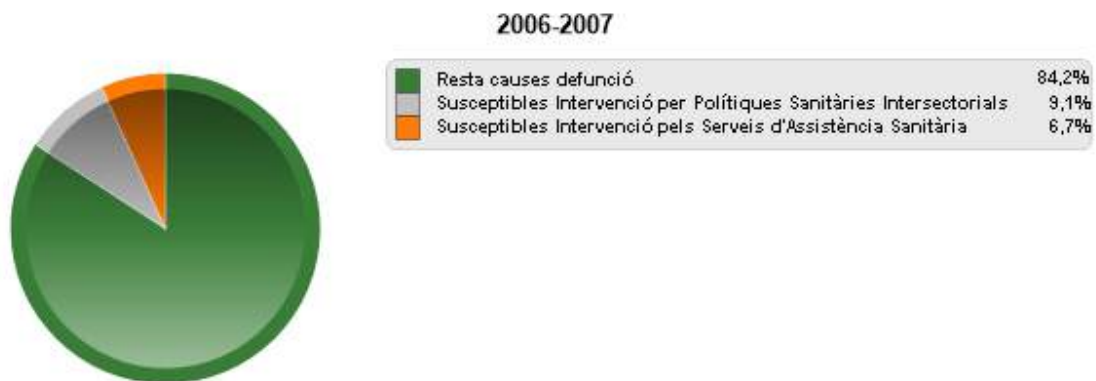 2006-2007
Resta causes defunció 84,2%
Susceptibles Intervenció per Polítiques Sanitàries Intersectorials 9,1%
Susceptibles Intervenció pels Serveis d'Assistència Sanitària 6,7%